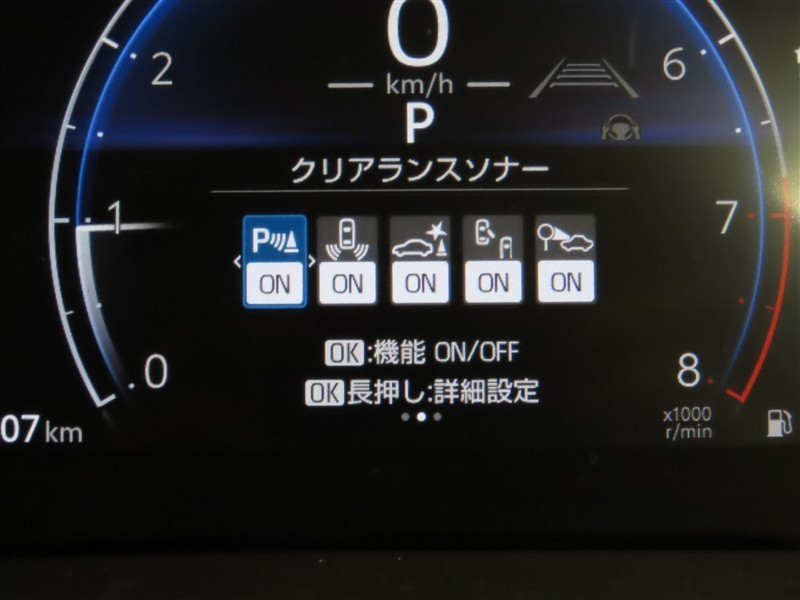 0
2
6
km/h
P
クリアランスソナー
1
7
P
ON ON ON ON ON
OK:機能 ON/OFF
0
8
OK長押し:詳細設定
07 km
x1000
r/min